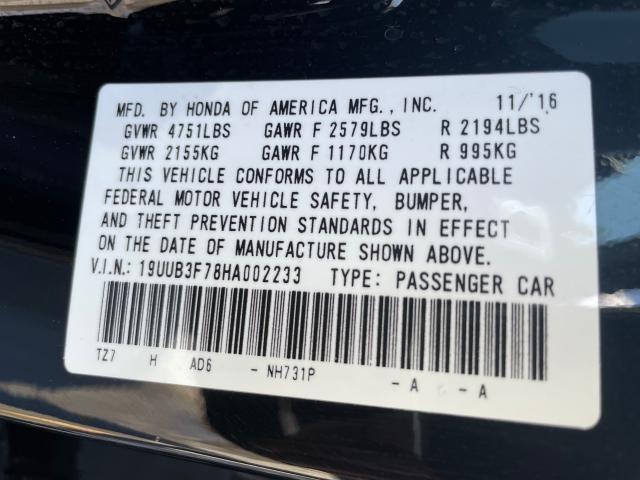 MFD. BY HONDA OF AMERICA MFG., INC. 11/'16
GVWR 4751LBS GAWR F 2579LBS R 2194LBS
GVWR 2155KG GAWR F 1170KG R 995KG
THIS VEHICLE CONFORMS TO ALL APPLICABLE
FEDERAL MOTOR VEHICLE SAFETY, BUMPER,
AND THEFT PREVENTION STANDARDS IN EFFECT
ON THE DATE OF MANUFACTURE SHOWN ABOVE.
V.I.N.: 19UUB3F78HA002233 TYPE: PASSENGER CAR
TZ7 H AD6 - NH731P - A - A